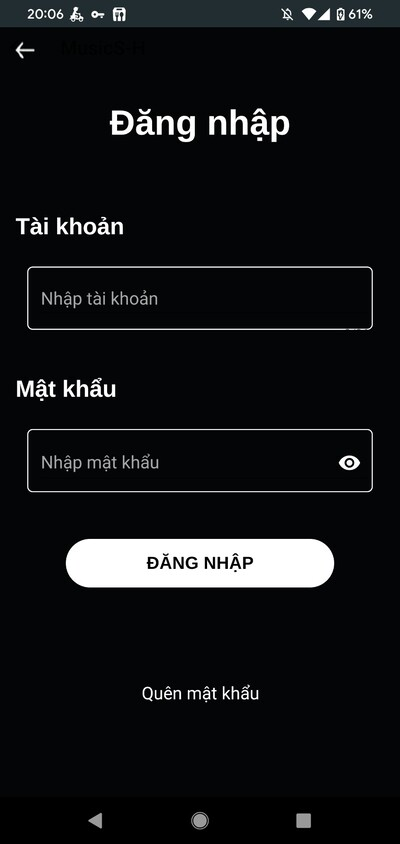 20:06 61%
MusicS-H
Đăng nhập
Tài khoản
Nhập tài khoản
Mật khẩu
Nhập mật khẩu
ĐĂNG NHẬP
Quên mật khẩu